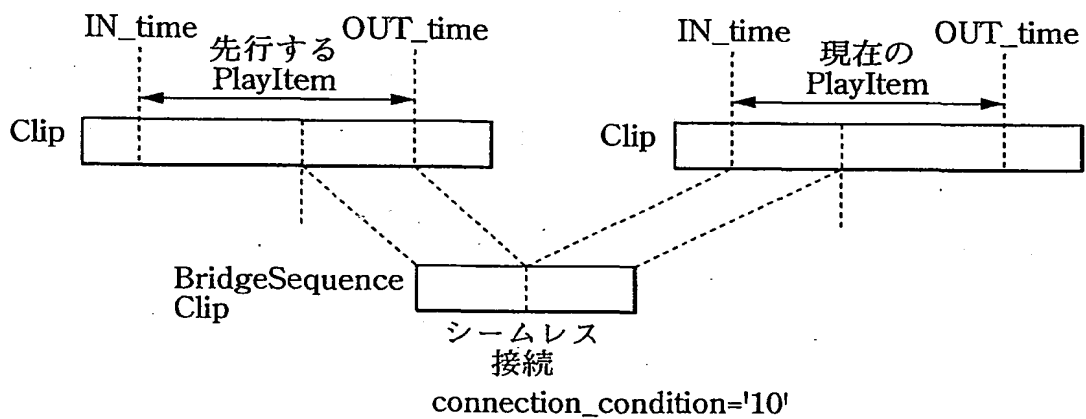 IN_time
先行する
PlayItem
OUT_time
IN_time
現在の
PlayItem
OUT_time
Clip
Clip
BridgeSequence
Clip
シームレス
接続
connection_condition='10'